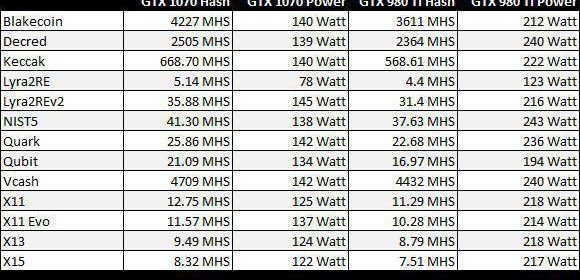 GTX 1070 Hash GTX 1070 Power GTX 980 Ti Hash GTX 980 Ti Power
Blakecoin 4227 MHS 140 Watt 3611 MHS 212 Watt
Decred 2505 MHS 139 Watt 2364 MHS 240 Watt
Keccak 668.70 MHS 140 Watt 568.61 MHS 222 Watt
Lyra2RE 5.14 MHS 78 Watt 4.4 MHS 123 Watt
Lyra2REv2 35.88 MHS 145 Watt 31.4 MHS 216 Watt
NIST5 41.30 MHS 138 Watt 37.63 MHS 243 Watt
Quark 25.86 MHS 142 Watt 22.68 MHS 236 Watt
Qubit 21.09 MHS 134 Watt 16.97 MHS 194 Watt
Vcash 4709 MHS 142 Watt 4432 MHS 240 Watt
X11 12.75 MHS 125 Watt 11.29 MHS 218 Watt
X11 Evo 11.57 MHS 137 Watt 10.28 MHS 214 Watt
X13 9.49 MHS 124 Watt 8.79 MHS 218 Watt
X15 8.32 MHS 122 Watt 7.51 MHS 217 Watt